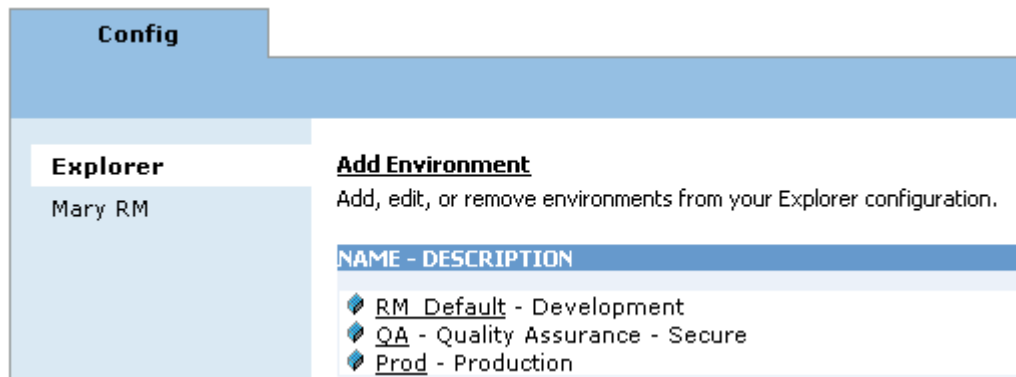 Config
Explorer
Mary RM
Add Environment
Add, edit, or remove environments from your Explorer configuration.
NAME - DESCRIPTION
RM_Default - Development
QA - Quality Assurance - Secure
Prod - Production